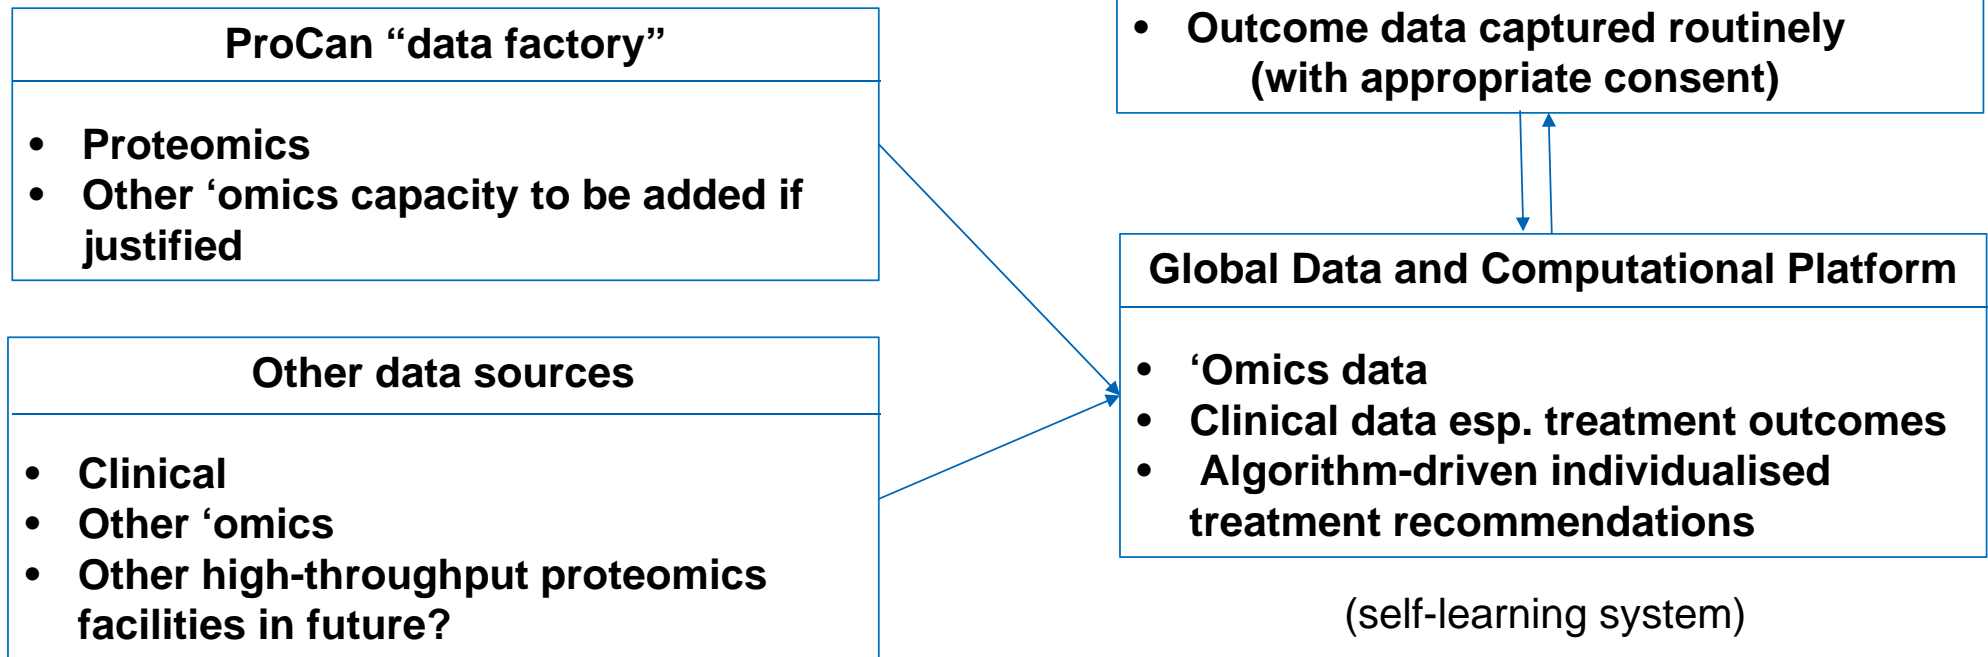 ProCan “data factory”
• Proteomics
• Other ‘omics capacity to be added if
justified
Other data sources
• Clinical
• Other ‘omics
• Other high-throughput proteomics
facilities in future?
• Outcome data captured routinely
(with appropriate consent)
Global Data and Computational Platform
• ‘Omics data
• Clinical data esp. treatment outcomes
• Algorithm-driven individualised
treatment recommendations
(self-learning system)